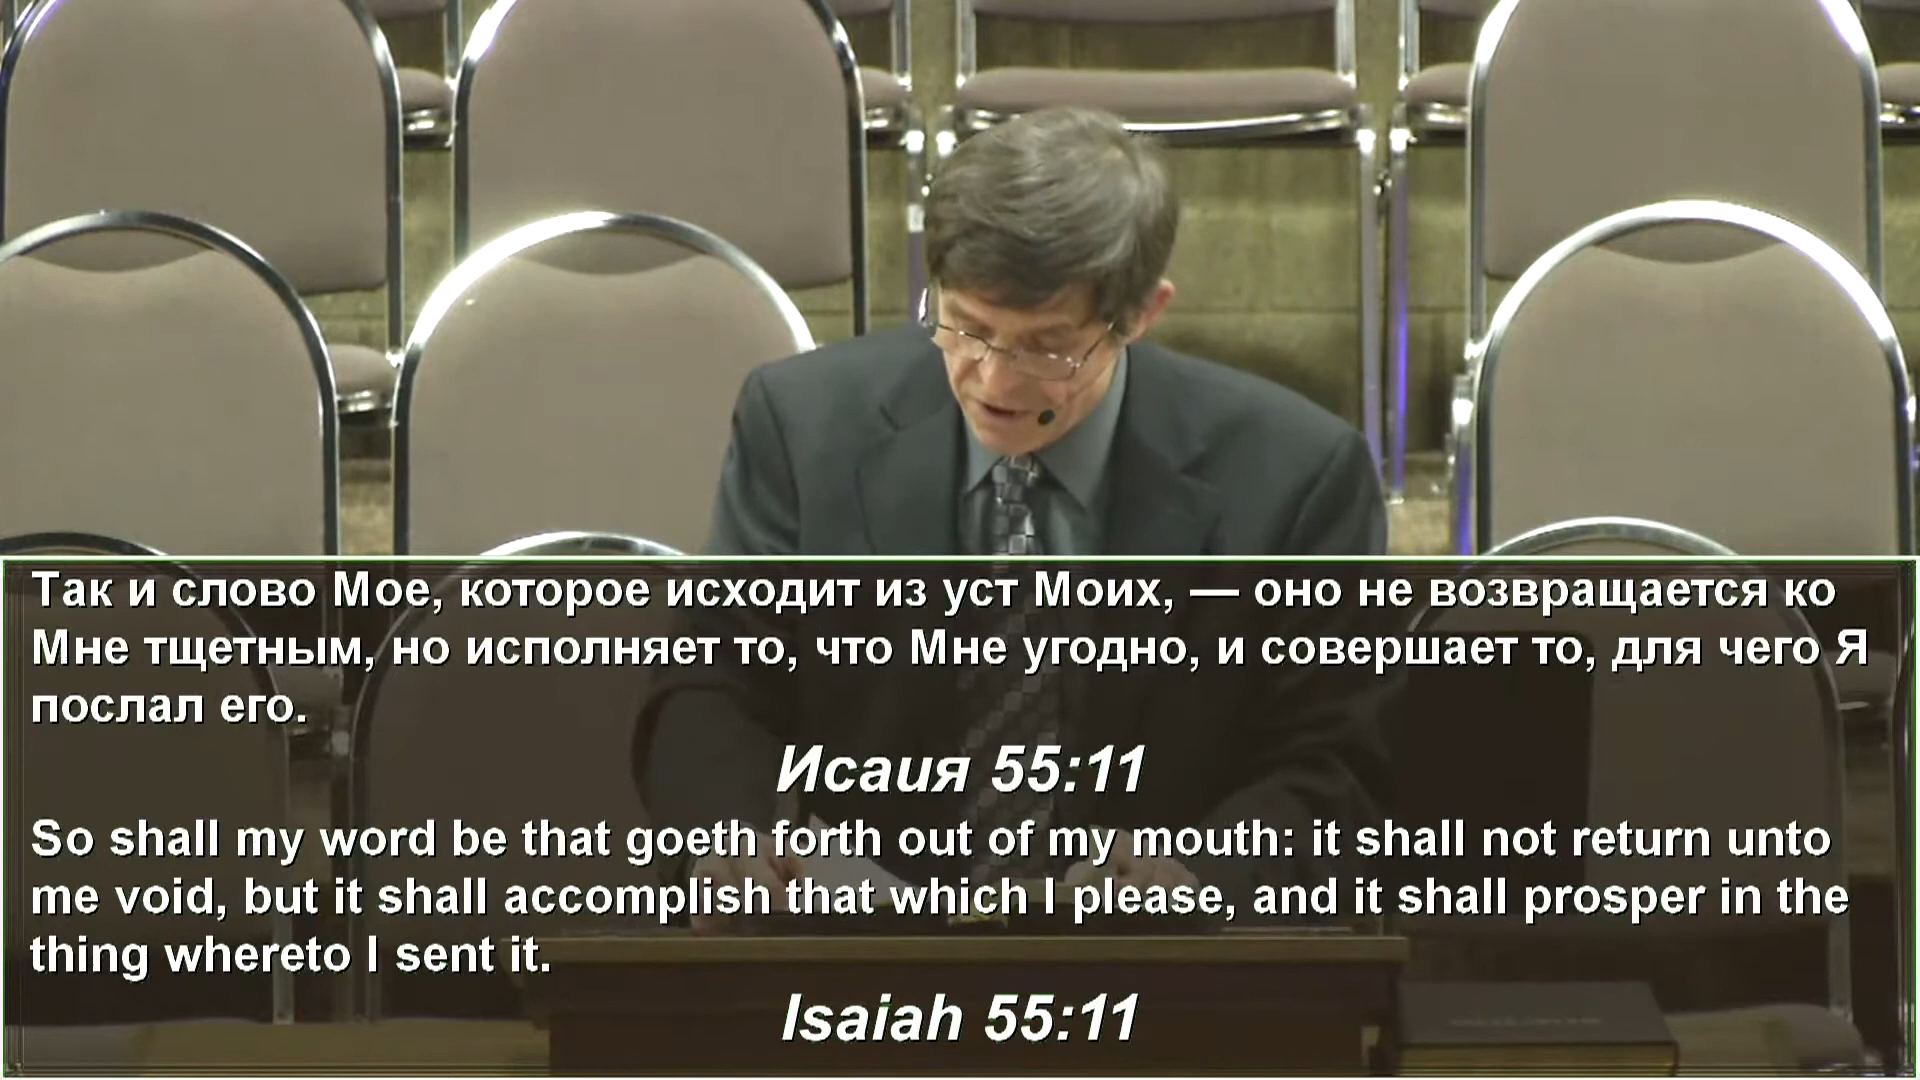 Так и слово Мое, которое исходит из уст Моих, — оно не возвращается ко
Мне тщетным, но исполняет то, что Мне угодно, и совершает то, для чего Я
послал его.
Исаия 55:11
So shall my word be that goeth forth out of my mouth: it shall not return unto
me void, but it shall accomplish that which I please, and it shall prosper in the
thing whereto I sent it.
Isaiah 55:11